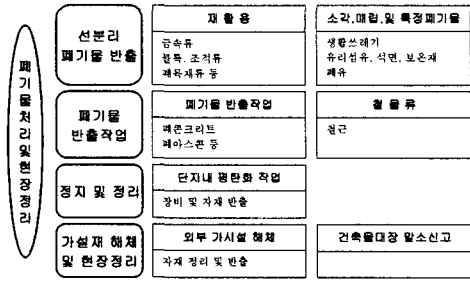 폐기물처리및현장정리
선분리
폐기물 반출
재 활 용
금속류
블록, 조적류
폐목재류 등
소각,매립,및 특정폐기물
생활쓰레기
유리섬유, 석면, 보온재
폐유
폐기물
반출작업
폐기물 반출작업
폐콘크리트
폐아스콘 등
철 물 류
철근
정지 및 정리
단지내 평탄화 작업
장비 및 자재 반출
가설재 해체
및 현장정리
외부 가시설 해체
자재 정리 및 반출
건축물대장 말소신고